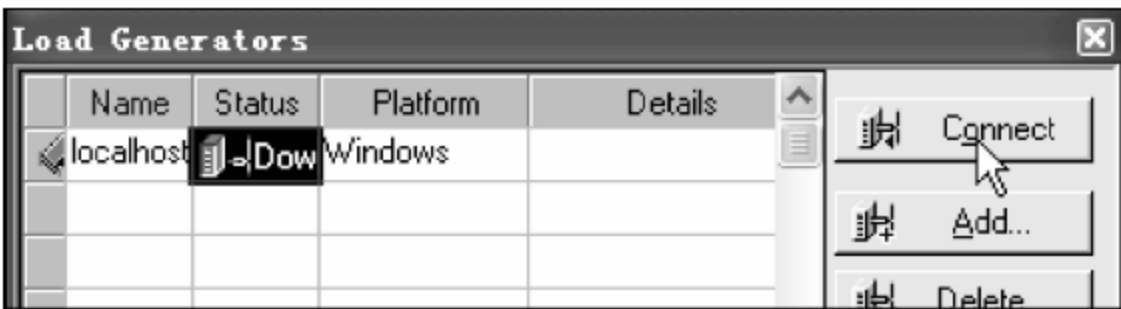 Load Generators
Name Status Platform Details
localhost Dow Windows
Connect
Add...
Delete